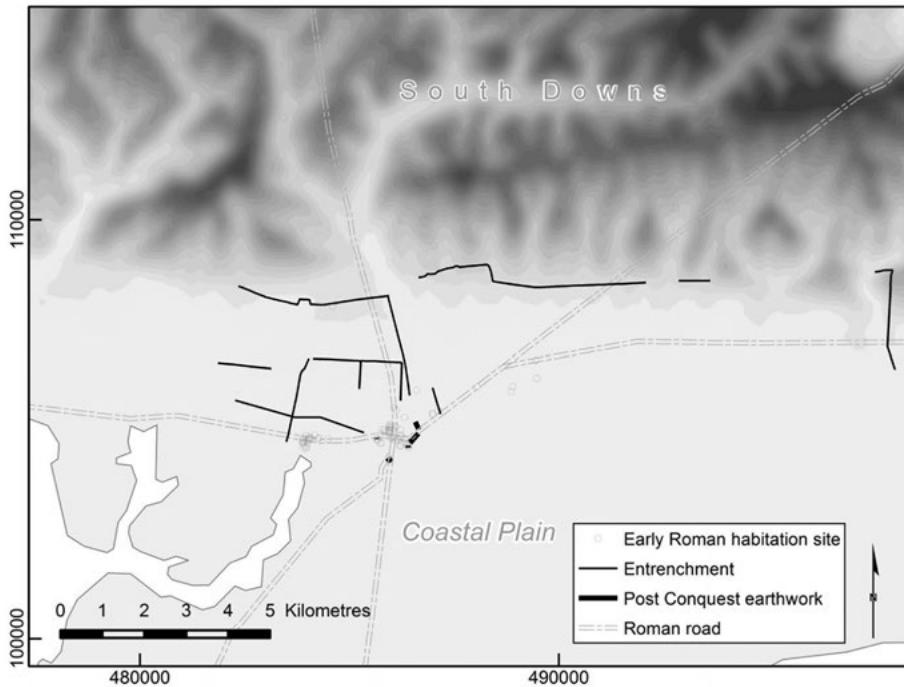 South Downs
110000
Coastal Plain
Early Roman habitation site
Entrenchment
Post Conquest earthwork
Roman road
0 1 2 3 4 5 Kilometres
100000
480000
490000